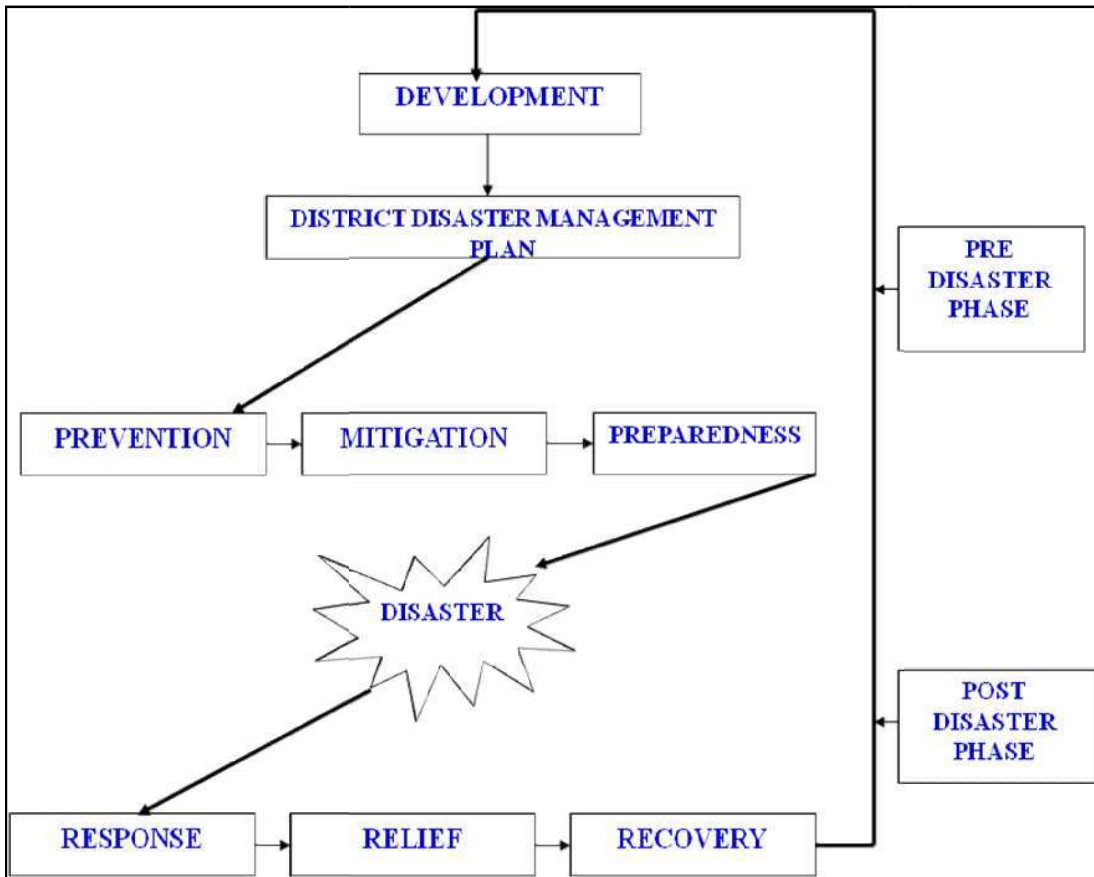 DEVELOPMENT
DISTRICT DISASTER MANAGEMENT
PLAN
PRE
DISASTER
PHASE
PREVENTION
MITIGATION
PREPAREDNESS
DISASTER
POST
DISASTER
PHASE
RESPONSE
RELIEF
RECOVERY